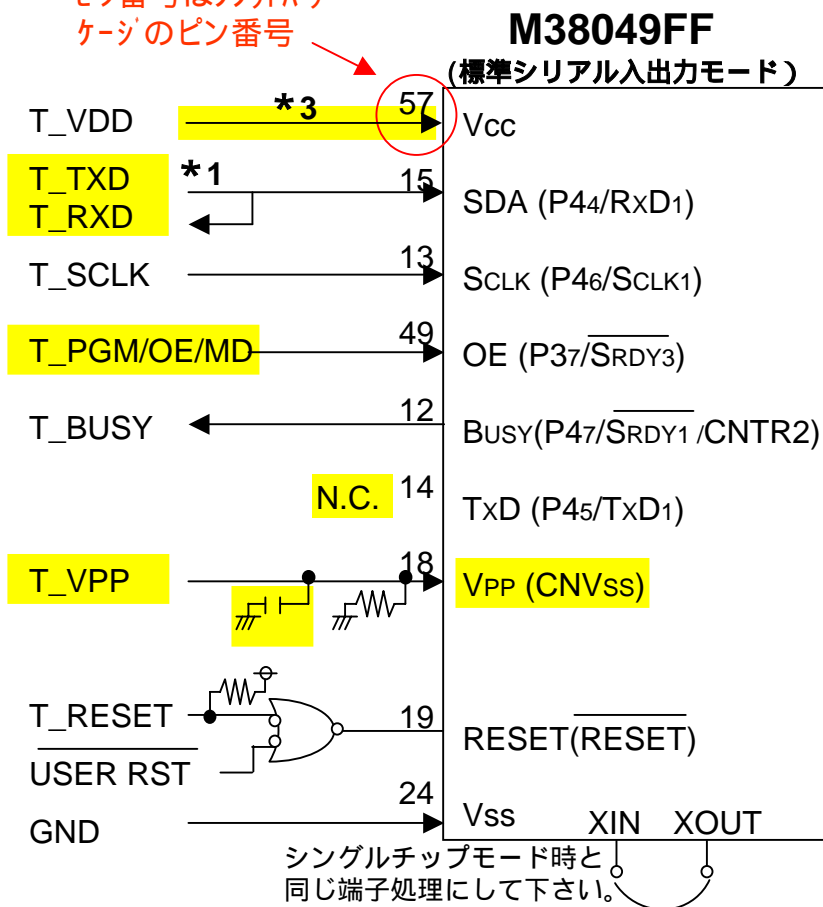 ケージのピン番号
M38049FF
(標準シリアル入出力モード)
T_VDD
*3
57
Vcc
T_TXD
*1
15
SDA (P44/RxD1)
T_RXD
T_SCLK
13
SCLK (P46/SCLK1)
T_PGM/OE/MD
49
OE (P37/SRDY3)
T_BUSY
12
BUSY(P47/SRDY1 /CNTR2)
N.C.
14
TxD (P45/TxD1)
T_VPP
18
VPP (CNVSS)
T_RESET
19
RESET(RESET)
USER RST
24
GND
Vss
XIN
XOUT
シングルチップモード時と
同じ端子処理にして下さい。